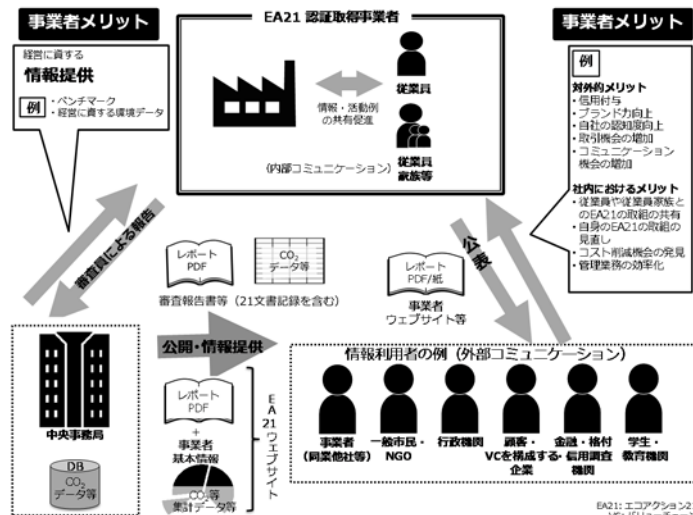 事業者メリット
経営に資する
情報提供
例
・ベンチマーク
・経営に資する環境データ
EA21 認証取得事業者
情報・活動例
の共有促進
従業員
従業員
家族等
(内部コミュニケーション)
事業者メリット
例
対外的メリット
・信用付与
・ブランド力向上
・自社の認知度向上
・取引機会の増加
・コミュニケーション
機会の増加
社内におけるメリット
・従業員や従業員家族と
のEA21の取組の共有
・自身のEA21の取組の
見直し
・コスト削減機会の発見
・管理業務の効率化
審査員による報告
レポート
PDF
CO2
データ等
審査報告書等(21文書記録を含む)
レポート
PDF/紙
事業者
ウェブサイト等
公表
中央事務局
DB
CO2
データ等
公開・情報提供
レポート
PDF
+
事業者
基本情報
CO2等
集計データ等
EA21ウェブサイト
情報利用者の例(外部コミュニケーション)
事業者
(同業他社等)
一般市民・
NGO
行政機関
顧客・
VCを構成する
企業
金融・格付
・信用調査
機関
学生・
教育機関
EA21: エコアクション21